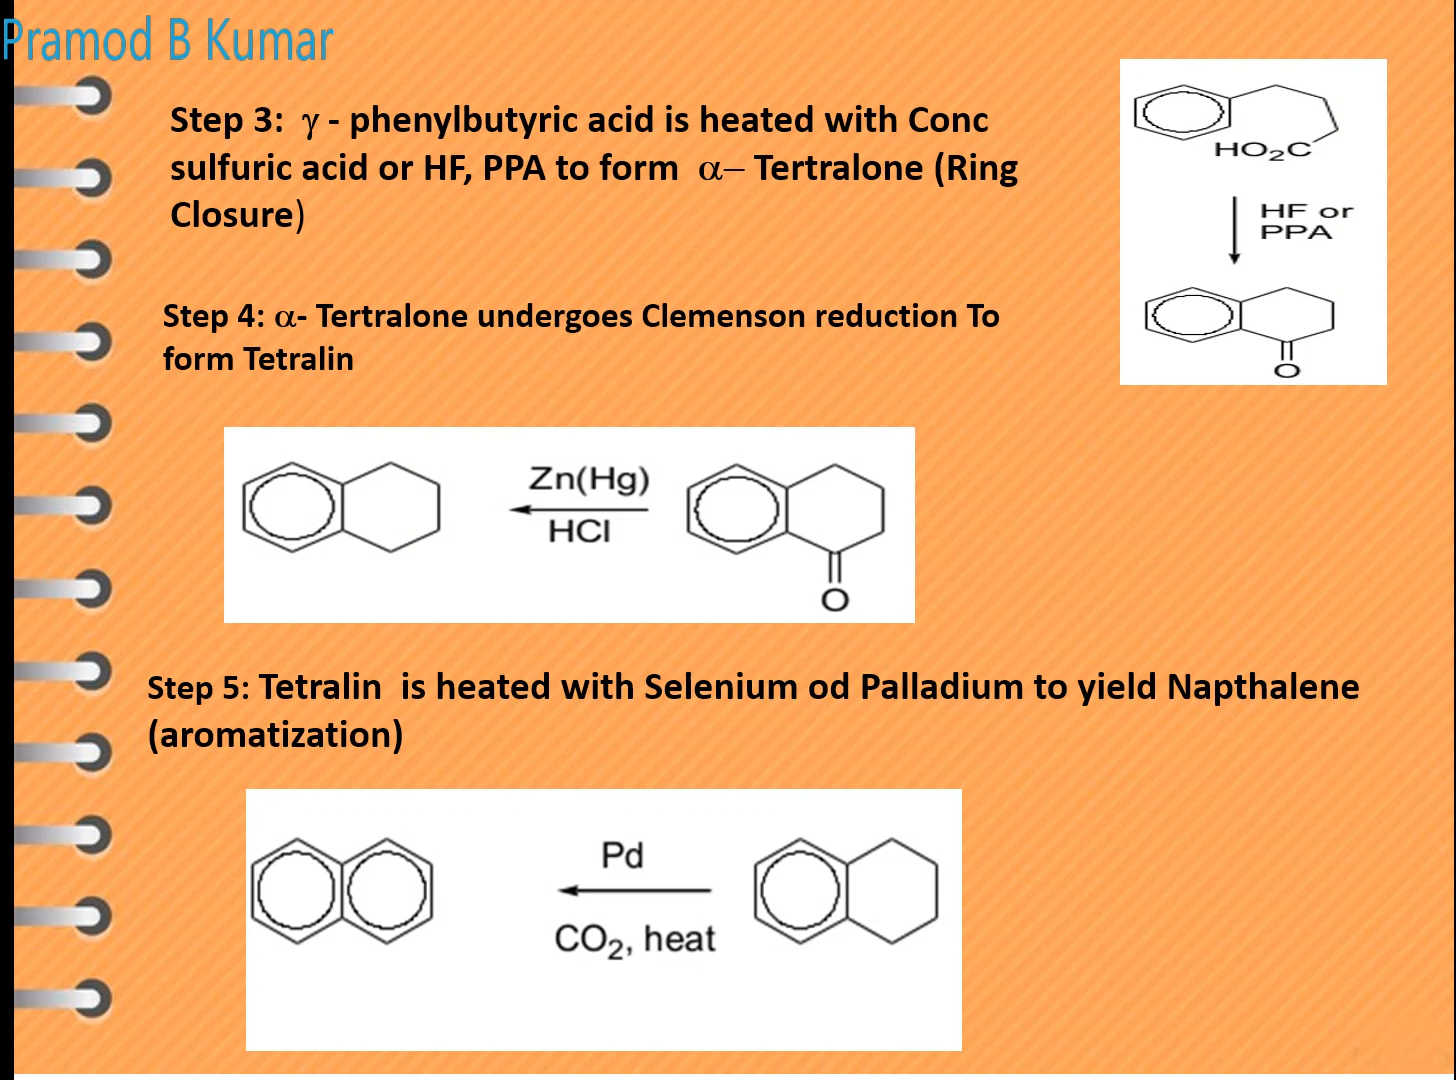 Pramod B Kumar
Step 3:  γ - phenylbutyric acid is heated with Conc
sulfuric acid or HF, PPA to form  α– Tertralone (Ring
Closure)
HO₂C
HF or
PPA
O
Step 4: α- Tertralone undergoes Clemenson reduction To
form Tetralin
Zn(Hg)
HCl
O
Step 5: Tetralin  is heated with Selenium od Palladium to yield Napthalene
(aromatization)
Pd
CO₂, heat